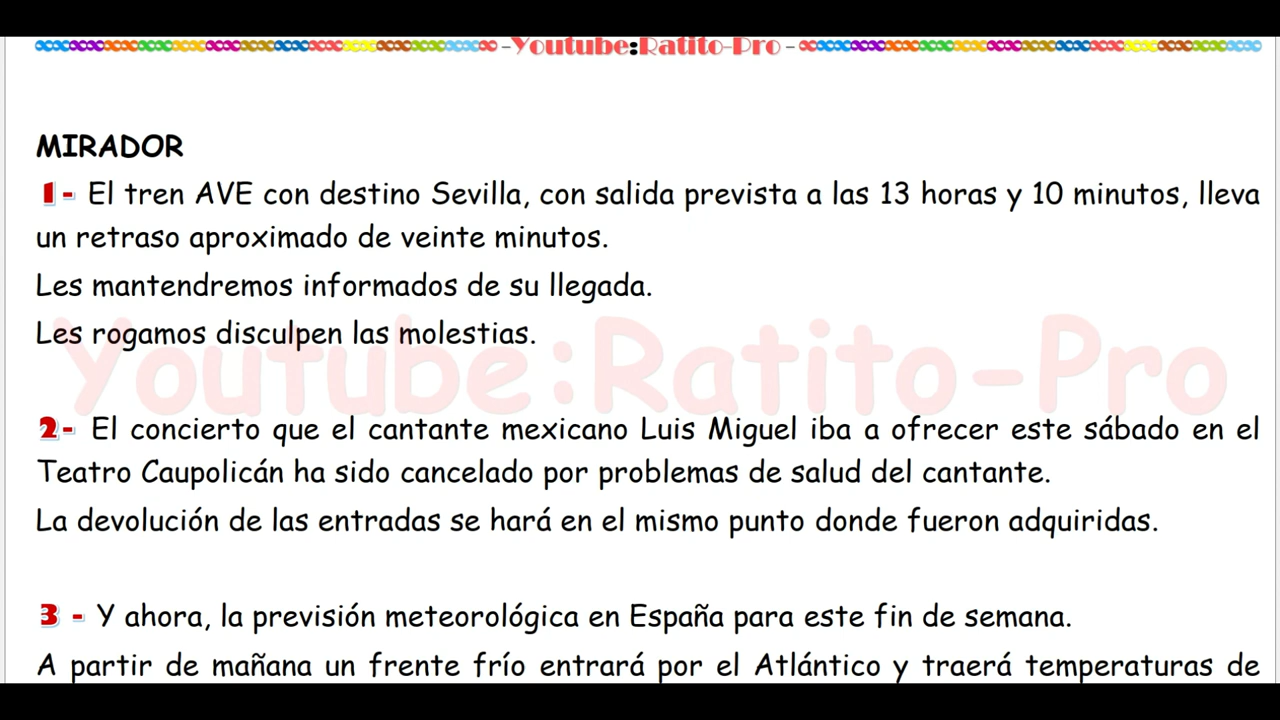 -Youtube:Ratito-Pro-
MIRADOR
1- El tren AVE con destino Sevilla, con salida prevista a las 13 horas y 10 minutos, lleva
un retraso aproximado de veinte minutos.
Les mantendremos informados de su llegada.
Les rogamos disculpen las molestias.
Youtube:Ratito-Pro
2- El concierto que el cantante mexicano Luis Miguel iba a ofrecer este sábado en el
Teatro Caupolicán ha sido cancelado por problemas de salud del cantante.
La devolución de las entradas se hará en el mismo punto donde fueron adquiridas.
3 - Y ahora, la previsión meteorológica en España para este fin de semana.
A partir de mañana un frente frío entrará por el Atlántico y traerá temperaturas de